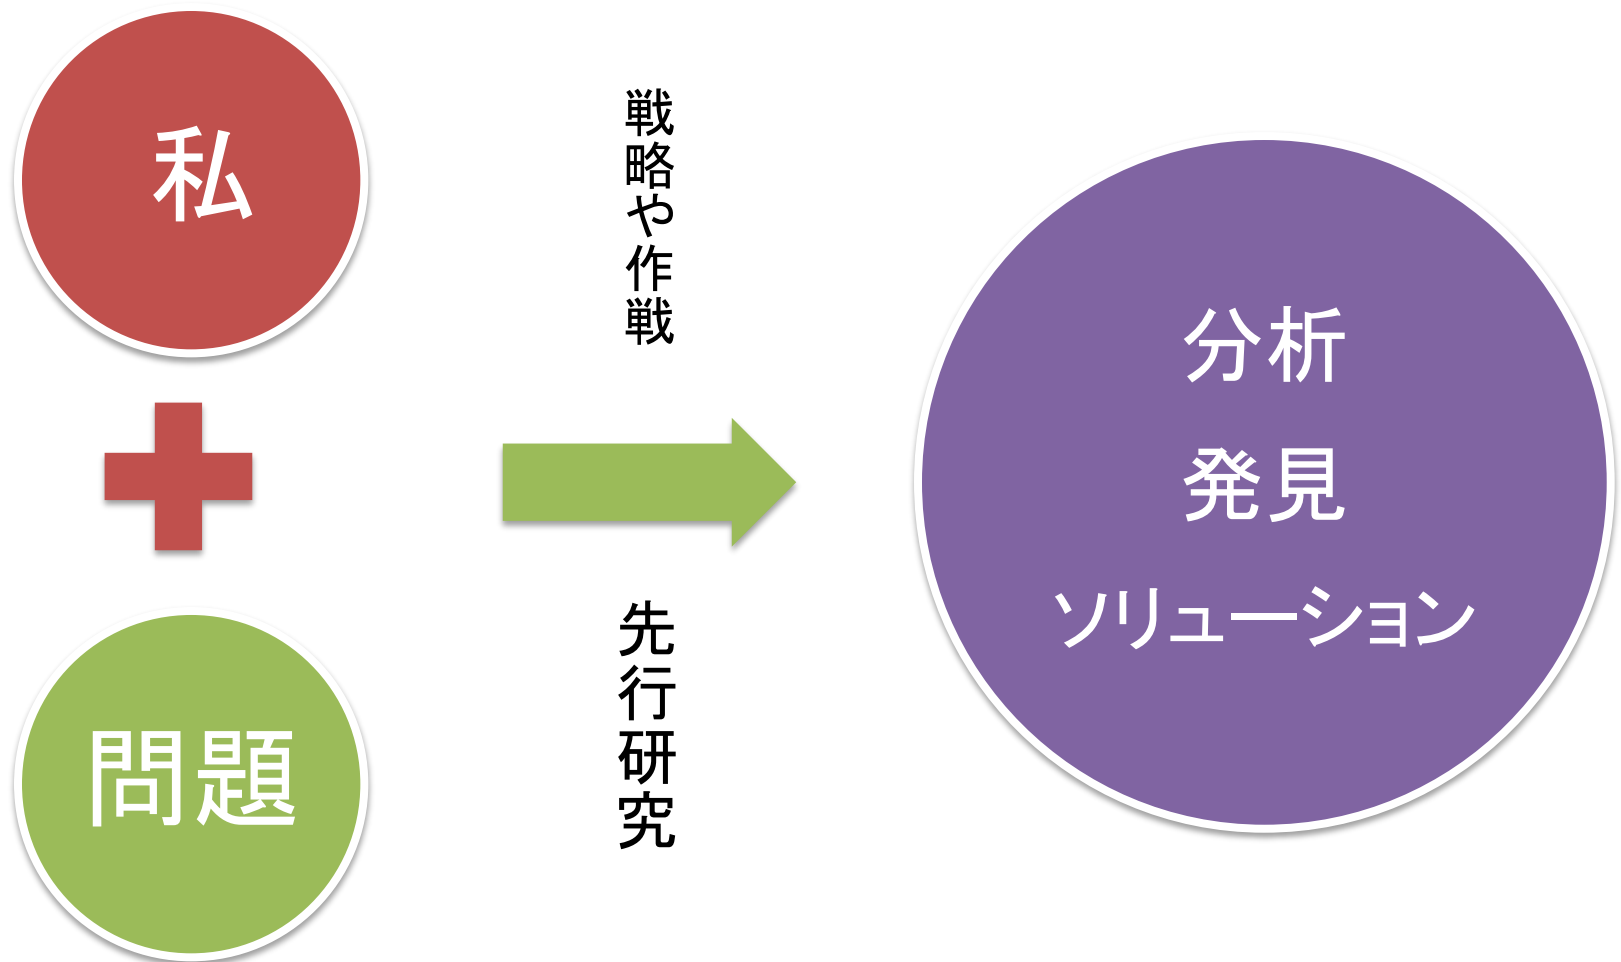 私
問題
戦略や作戦
先行研究
分析
発見
ソリューション